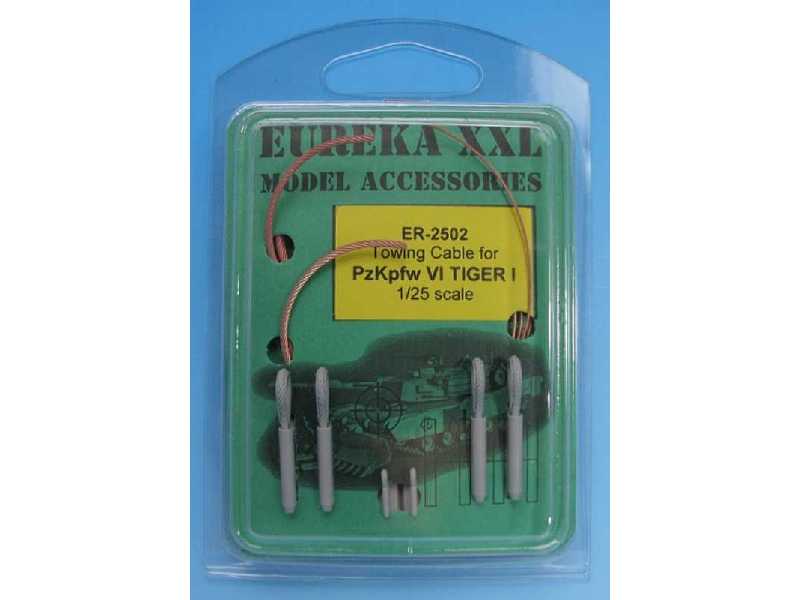 EUREKA XXL
MODEL ACCESSORIES
ER-2502
Towing Cable for
PzKpfw VI TIGER I
1/25 scale